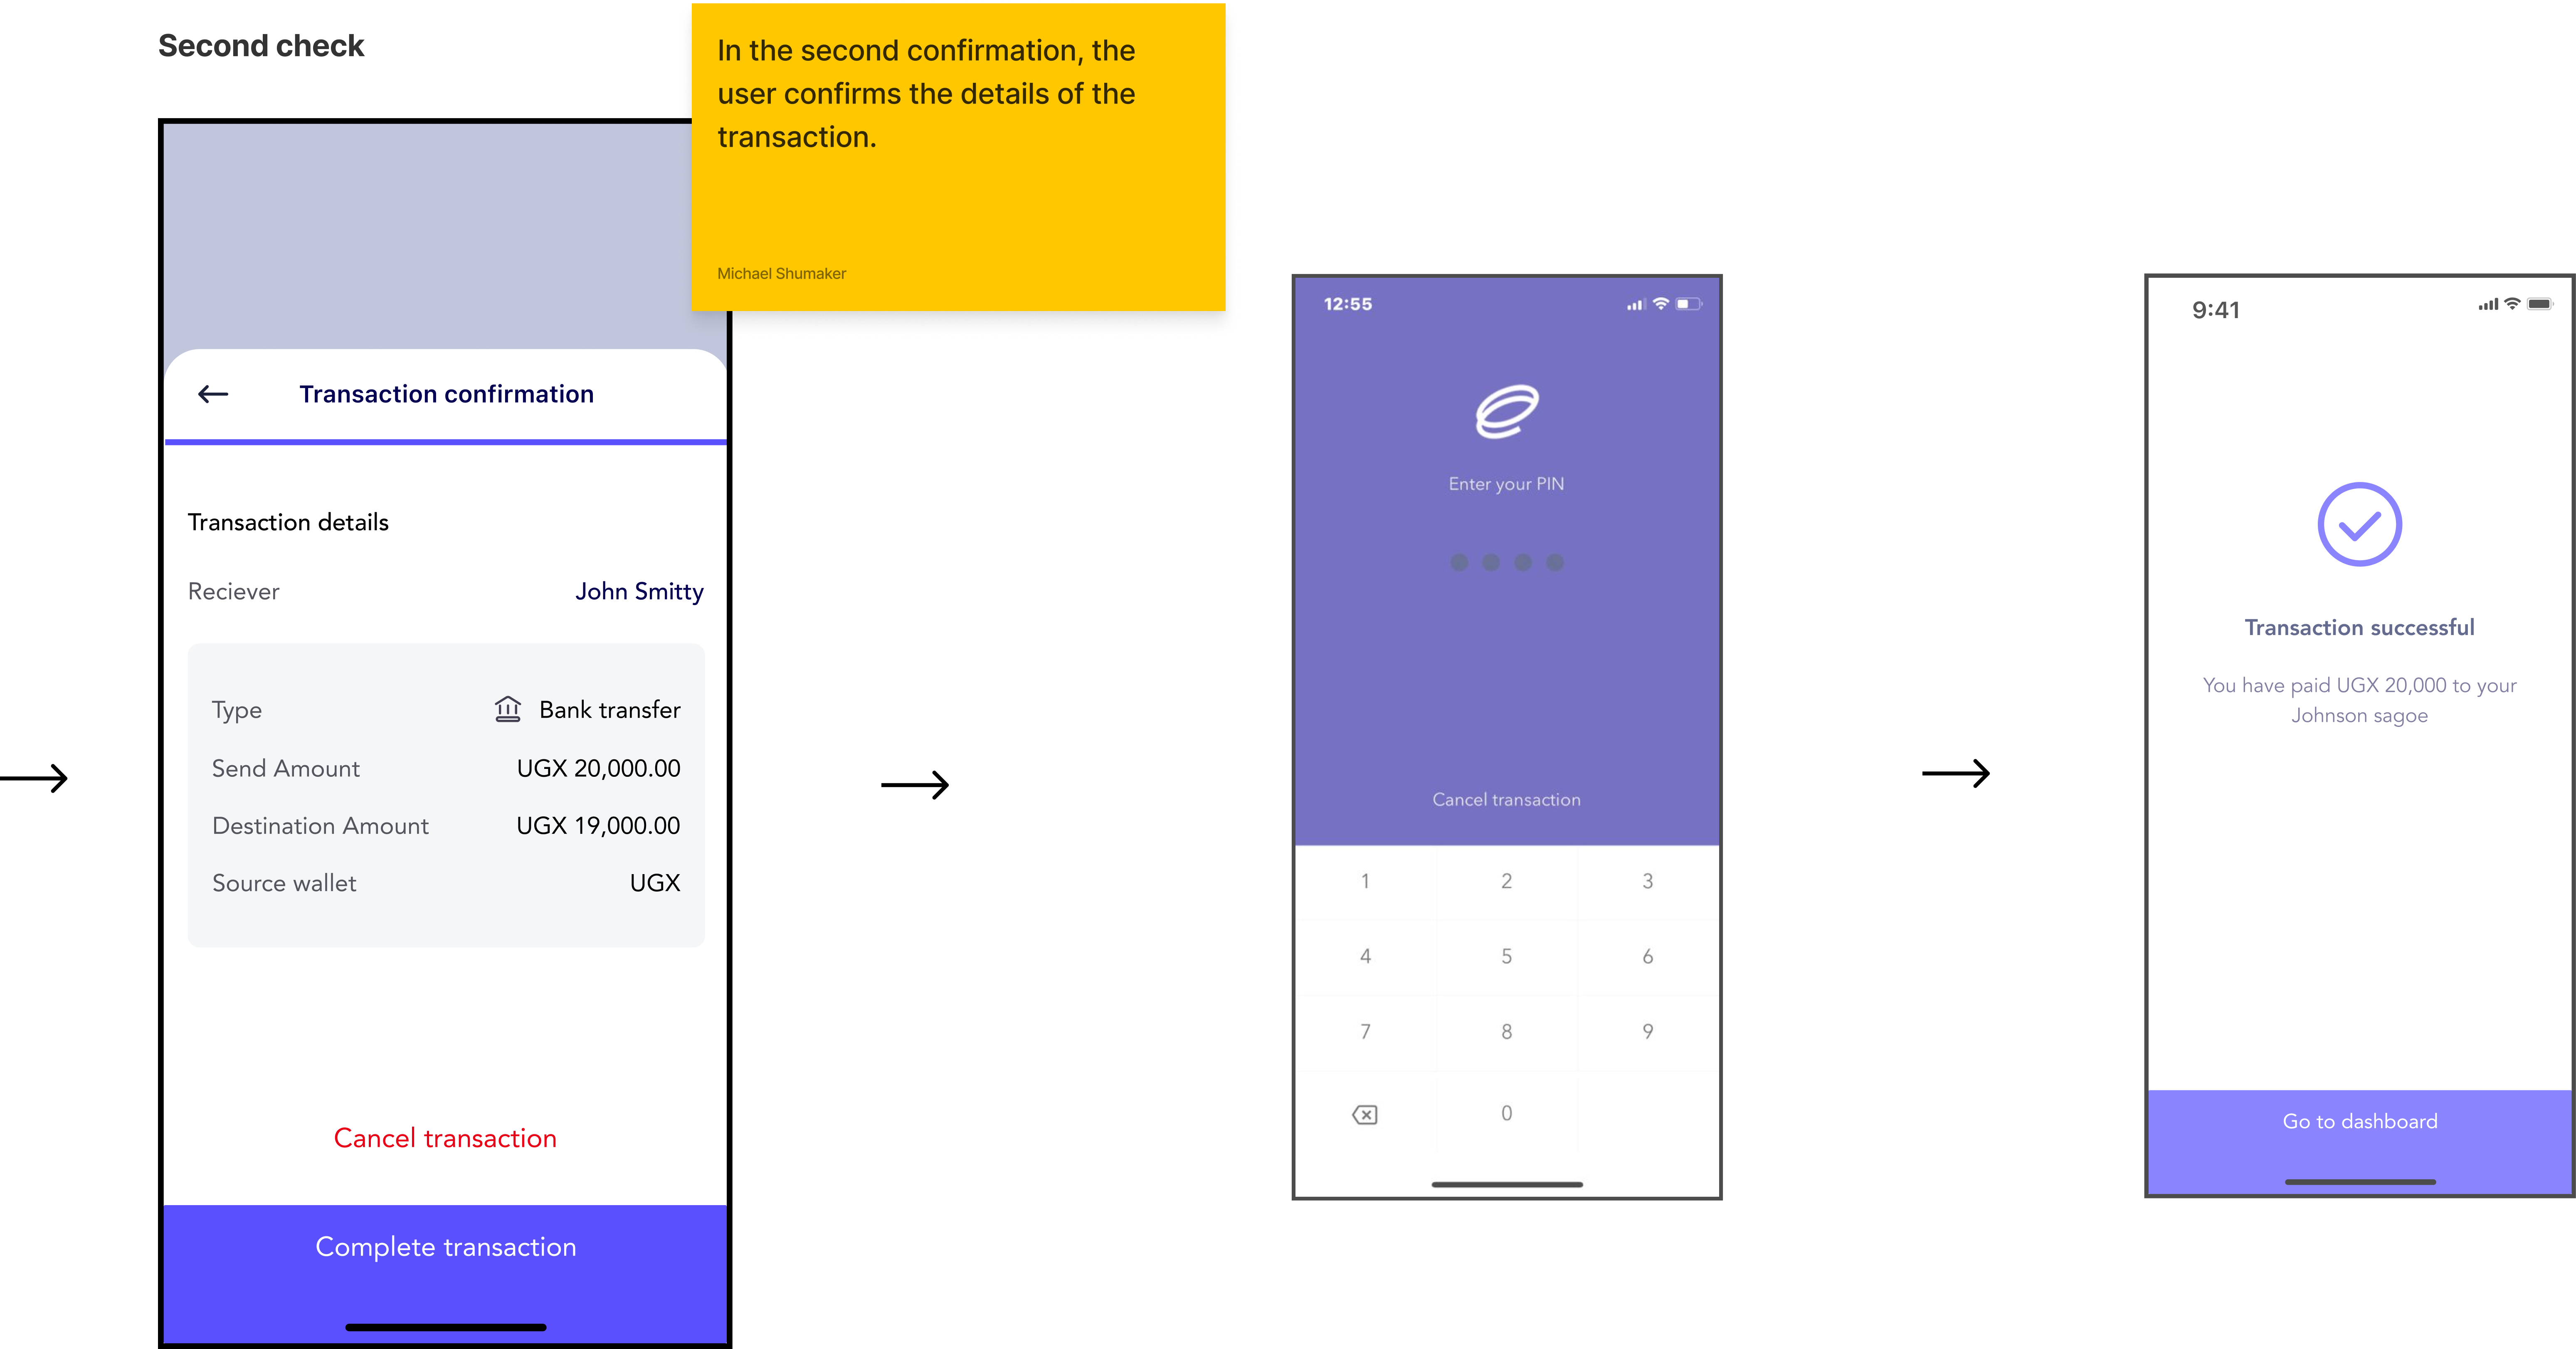 Second check
In the second confirmation, the
user confirms the details of the
transaction.
Michael Shumaker
Transaction confirmation
Transaction details
Reciever John Smitty
Type Bank transfer
Send Amount UGX 20,000.00
Destination Amount UGX 19,000.00
Source wallet UGX
Cancel transaction
Complete transaction
12:55
Enter your PIN
Cancel transaction
1 2 3
4 5 6
7 8 9
0
9:41
Transaction successful
You have paid UGX 20,000 to your
Johnson sagoe
Go to dashboard